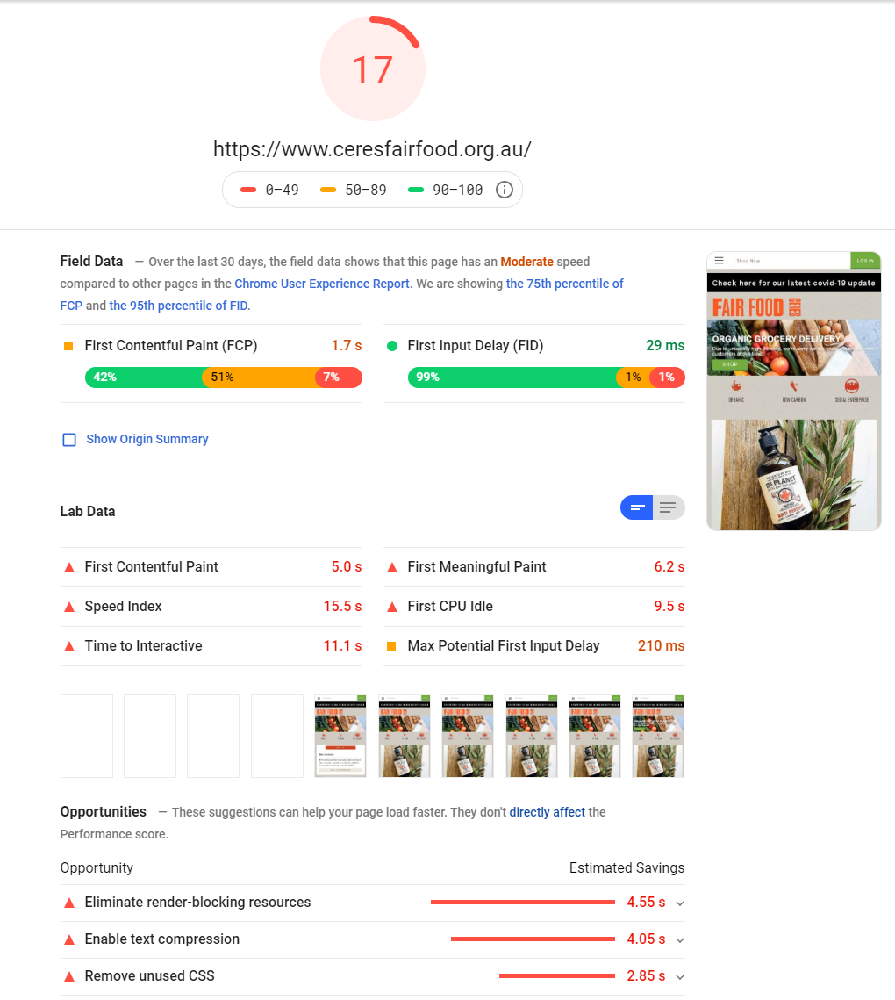 17
https://www.ceresfairfood.org.au/
0–49 50–89 90–100
Field Data — Over the last 30 days, the field data shows that this page has an Moderate speed
compared to other pages in the Chrome User Experience Report. We are showing the 75th percentile of
FCP and the 95th percentile of FID.
First Contentful Paint (FCP) 1.7 s
42% 51% 7%
First Input Delay (FID) 29 ms
99% 1% 1%
Show Origin Summary
Lab Data
First Contentful Paint 5.0 s
First Meaningful Paint 6.2 s
Speed Index 15.5 s
First CPU Idle 9.5 s
Time to Interactive 11.1 s
Max Potential First Input Delay 210 ms
Opportunities — These suggestions can help your page load faster. They don't directly affect the
Performance score.
Opportunity Estimated Savings
Eliminate render-blocking resources 4.55 s
Enable text compression 4.05 s
Remove unused CSS 2.85 s
Shop Now LOG IN
Check here for our latest covid-19 update
FAIR FOOD CERES
ORGANIC GROCERY DELIVERY
SHOP
ORGANIC LOW CARBON SOCIAL ENTERPRISE
DR PLANET